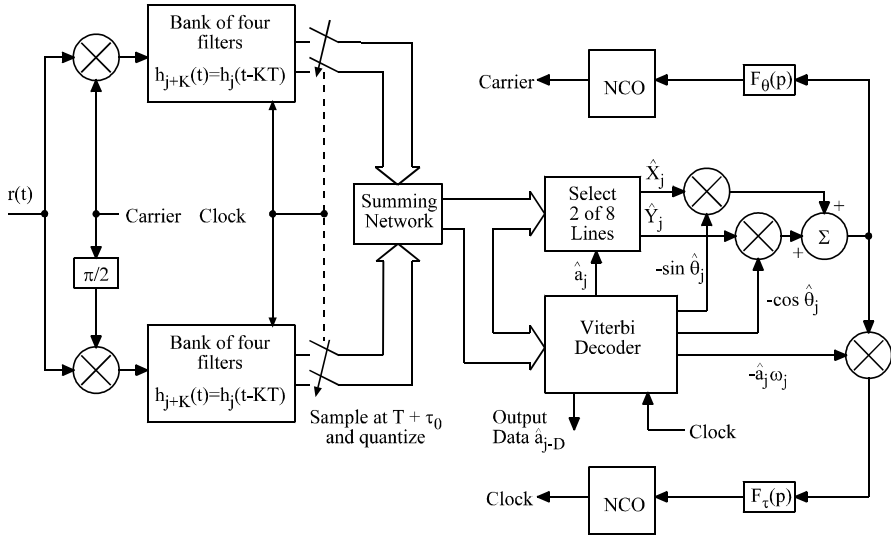 Bank of four
filters
h_{j+K}(t)=h_j(t-KT)
r(t)
Carrier
Clock
π/2
Bank of four
filters
h_{j+K}(t)=h_j(t-KT)
Sample at T + τ_0
and quantize
Summing
Network
Carrier
NCO
F_θ(p)
Select
2 of 8
Lines
X̂_j
Ŷ_j
+
+
Σ
â_j
-sin θ̂_j
-cos θ̂_j
Viterbi
Decoder
-â_jω_j
Output
Data â_{j-D}
Clock
Clock
NCO
F_τ(p)